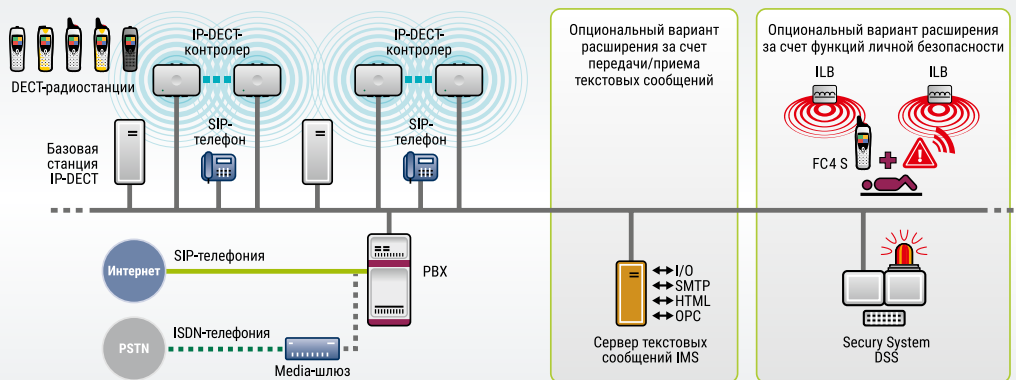 IP-DECT-
контролер
IP-DECT-
контролер
DECT-радиостанции
SIP-
телефон
SIP-
телефон
Базовая
станция
IP-DECT
Интернет
SIP-телефония
PBX
PSTN
ISDN-телефония
Media-шлюз
Опциональный вариант
расширения за счет
передачи/приема
текстовых сообщений
I/O
SMTP
HTML
OPC
Сервер текстовых
сообщений IMS
Опциональный вариант расширения
за счет функций личной безопасности
ILB
ILB
FC4 S
Secury System
DSS